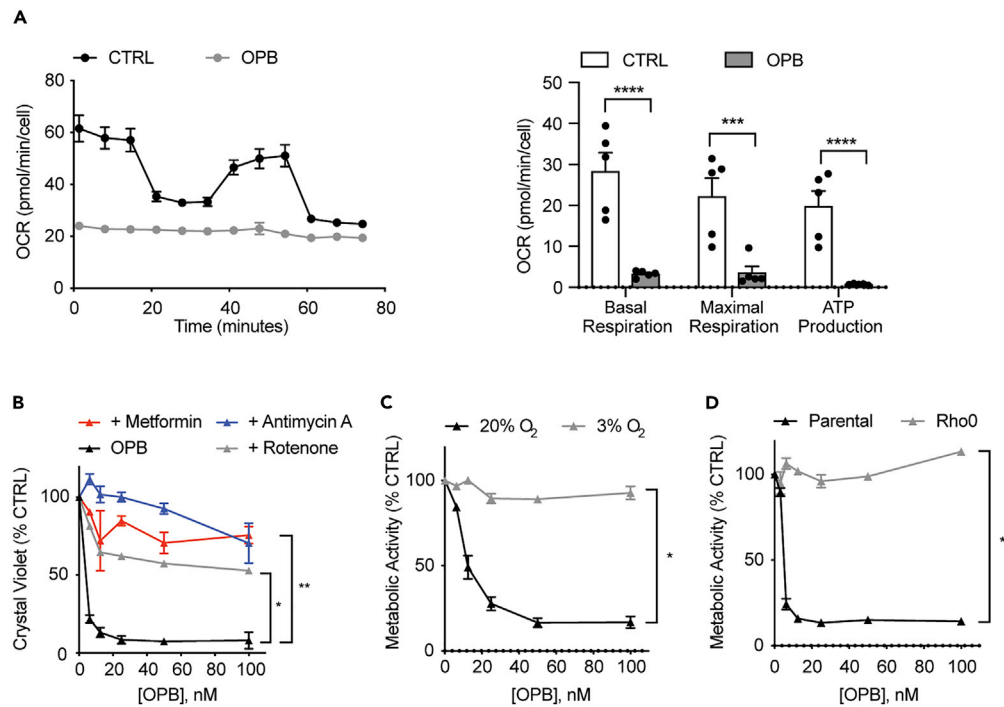 A
CTRL
OPB
80
60
40
20
0
OCR (pmol/min/cell)
0
20
40
60
80
Time (minutes)
CTRL
OPB
50
40
30
20
10
0
OCR (pmol/min/cell)
****
***
****
Basal
Respiration
Maximal
Respiration
ATP
Production
B
+ Metformin
+ Antimycin A
OPB
+ Rotenone
100
50
0
Crystal Violet (% CTRL)
*
**
0
20
40
60
80
100
[OPB], nM
C
20% O2
3% O2
100
50
0
Metabolic Activity (% CTRL)
*
0
20
40
60
80
100
[OPB], nM
D
Parental
Rho0
100
50
0
Metabolic Activity (% CTRL)
*
0
20
40
60
80
100
[OPB], nM